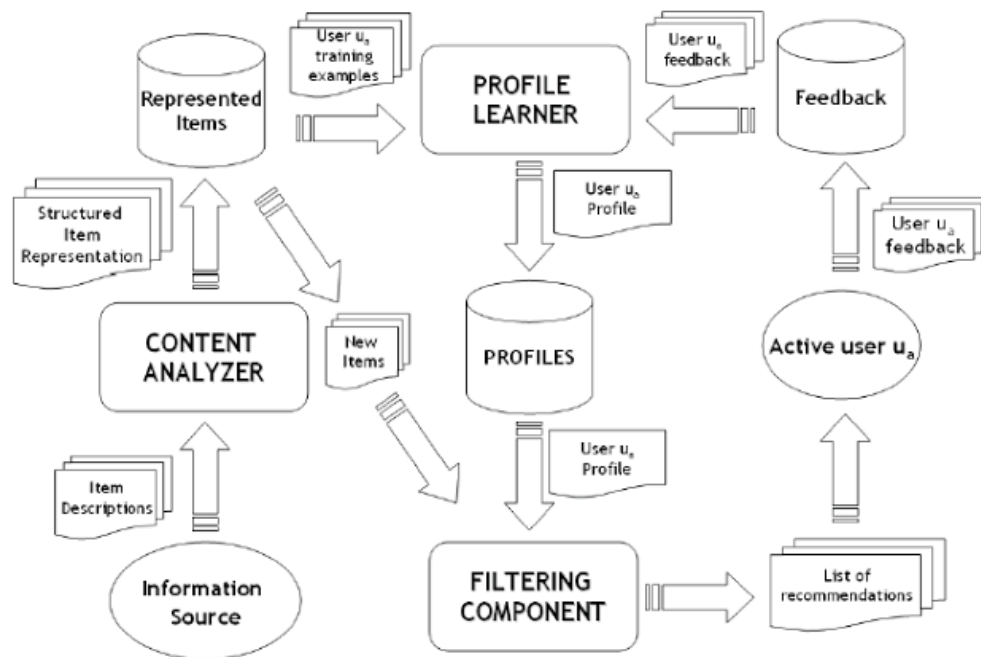 Represented
Items
User uₐ
training
examples
PROFILE
LEARNER
User uₐ
feedback
Feedback
Structured
Item
Representation
User uₐ
Profile
User uₐ
feedback
CONTENT
ANALYZER
New
Items
PROFILES
Active user uₐ
Item
Descriptions
User uₐ
Profile
Information
Source
FILTERING
COMPONENT
List of
recommendations